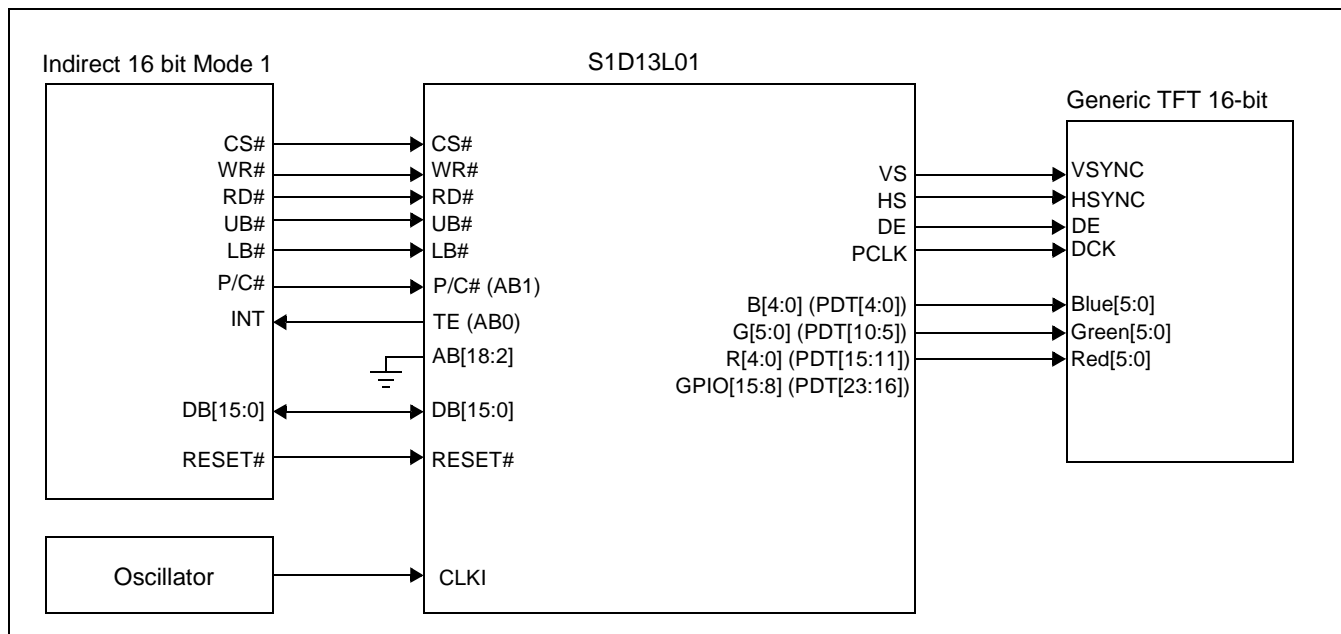 Indirect 16 bit Mode 1
CS#
WR#
RD#
UB#
LB#
P/C#
INT
DB[15:0]
RESET#
Oscillator
S1D13L01
CS#
WR#
RD#
UB#
LB#
P/C# (AB1)
TE (AB0)
AB[18:2]
DB[15:0]
RESET#
CLKI
VS
HS
DE
PCLK
B[4:0] (PDT[4:0])
G[5:0] (PDT[10:5])
R[4:0] (PDT[15:11])
GPIO[15:8] (PDT[23:16])
Generic TFT 16-bit
VSYNC
HSYNC
DE
DCK
Blue[5:0]
Green[5:0]
Red[5:0]